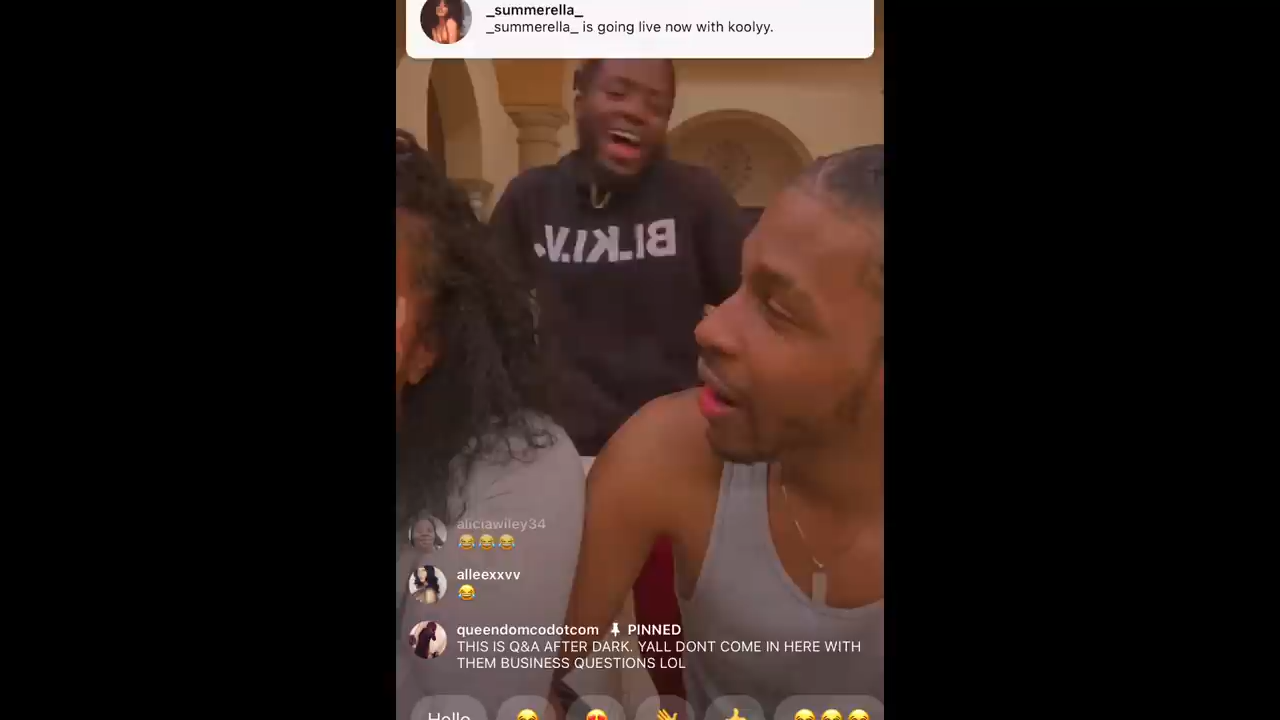 _summerella_
_summerella_ is going live now with koolyy.
BLKLV.
aliciawiley34
😂😂😂
alleexxvv
😂
queendomcodotcom PINNED
THIS IS Q&A AFTER DARK. YALL DONT COME IN HERE WITH
THEM BUSINESS QUESTIONS LOL
Hello